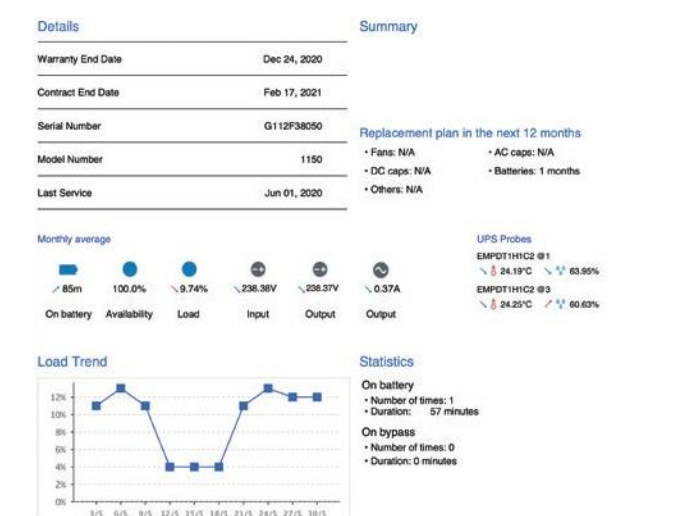 Details
Warranty End Date Dec 24, 2020
Contract End Date Feb 17, 2021
Serial Number G112F38050
Model Number 1150
Last Service Jun 01, 2020
Summary
Replacement plan in the next 12 months
• Fans: N/A • AC caps: N/A
• DC caps: N/A • Batteries: 1 months
• Others: N/A
Monthly average
85m 100.0% 9.74% 238.38V 238.37V 0.37A
On battery Availability Load Input Output Output
UPS Probes
EMPDT1H1C2 @1
24.19°C 63.95%
EMPDT1H1C2 @3
24.25°C 60.63%
Load Trend
12%
10%
8%
6%
4%
2%
0%
3/5 6/5 9/5 12/5 15/5 18/5 21/5 24/5 27/5 30/5
Statistics
On battery
• Number of times: 1
• Duration: 57 minutes
On bypass
• Number of times: 0
• Duration: 0 minutes